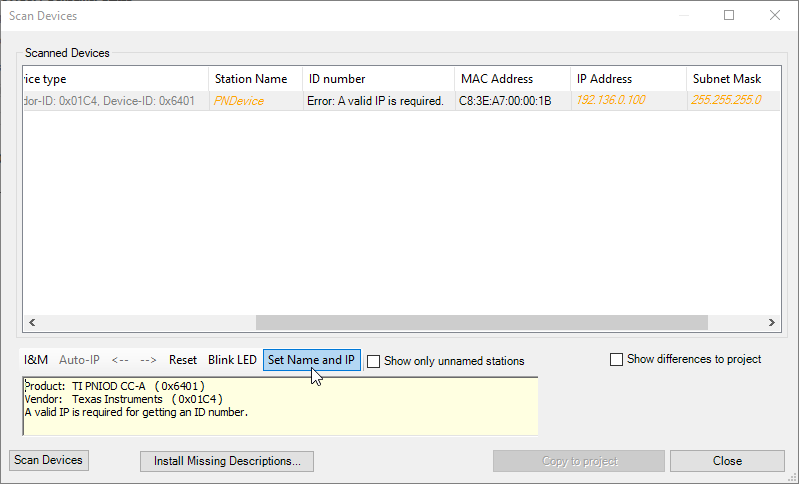 Scan Devices
Scanned Devices
ice type Station Name ID number MAC Address IP Address Subnet Mask
dor-ID: 0x01C4, Device-ID: 0x6401 PNDevice Error: A valid IP is required. C8:3E:A7:00:00:1B 192.136.0.100 255.255.255.0
I&M Auto-IP <-- --> Reset Blink LED Set Name and IP Show only unnamed stations Show differences to project
Product: TI PNIOD CC-A (0x6401)
Vendor: Texas Instruments (0x01C4)
A valid IP is required for getting an ID number.
Scan Devices Install Missing Descriptions... Copy to project Close